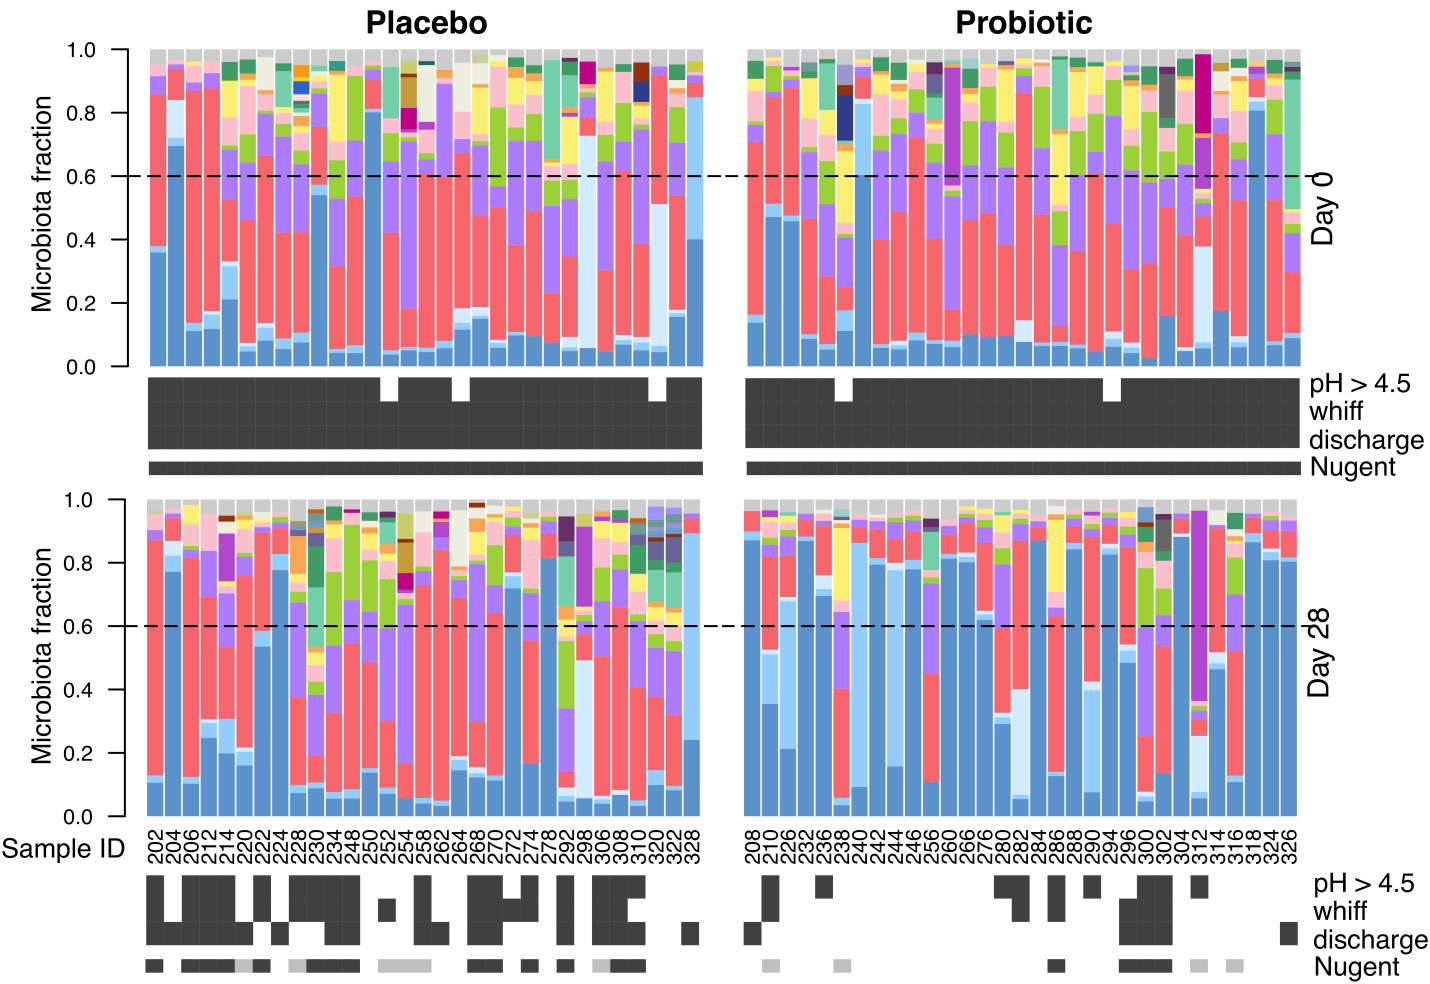 Placebo Probiotic
Microbiota fraction
1.0
0.8
0.6
0.4
0.2
0.0
Day 0
pH > 4.5
whiff
discharge
Nugent
Microbiota fraction
1.0
0.8
0.6
0.4
0.2
0.0
Day 28
Sample ID 202 204 206 212 214 220 222 224 228 230 234 248 250 252 254 258 262 264 268 270 272 274 278 292 298 306 308 310 320 322 328 208 210 226 232 236 238 240 242 244 246 256 260 266 276 280 282 284 286 288 290 294 296 300 302 304 312 314 316 318 324 326
pH > 4.5
whiff
discharge
Nugent